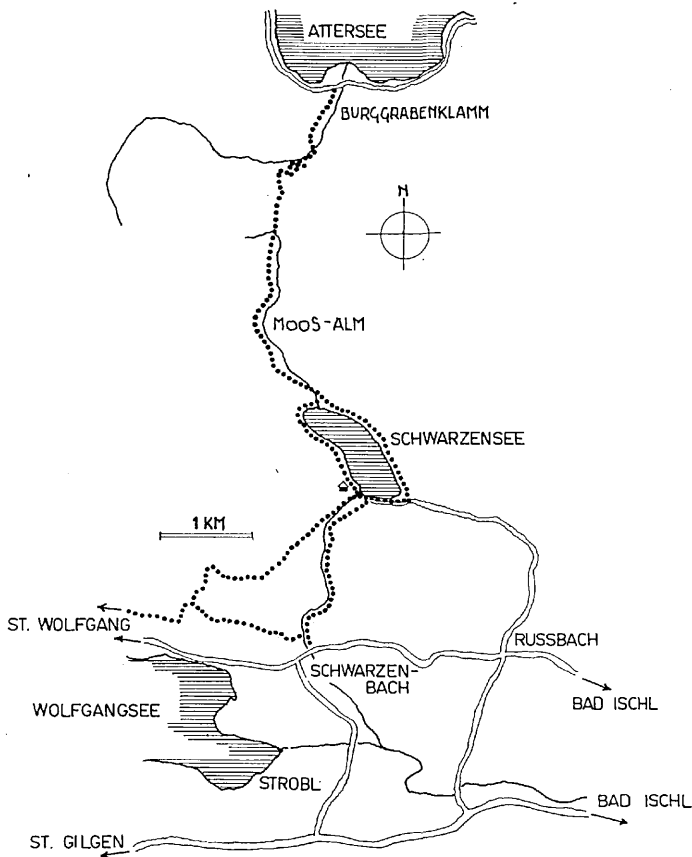 ATTERSEE
BURGGRABENKLAMM
N
MOOS-ALM
SCHWARZENSEE
1 KM
ST. WOLFGANG
RUSSBACH
SCHWARZEN-
BACH
BAD ISCHL
WOLFGANGSEE
STROBL
BAD ISCHL
ST. GILGEN